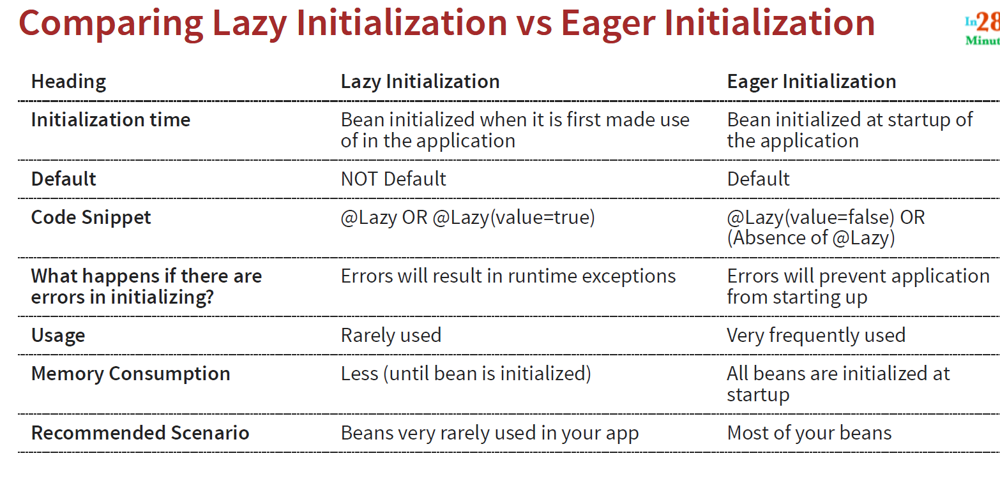 Comparing Lazy Initialization vs Eager Initialization
In28
Minut
Heading Lazy Initialization Eager Initialization
Initialization time Bean initialized when it is first made use Bean initialized at startup of
of in the application the application
Default NOT Default Default
Code Snippet @Lazy OR @Lazy(value=true) @Lazy(value=false) OR
(Absence of @Lazy)
What happens if there are Errors will result in runtime exceptions Errors will prevent application
errors in initializing? from starting up
Usage Rarely used Very frequently used
Memory Consumption Less (until bean is initialized) All beans are initialized at
startup
Recommended Scenario Beans very rarely used in your app Most of your beans